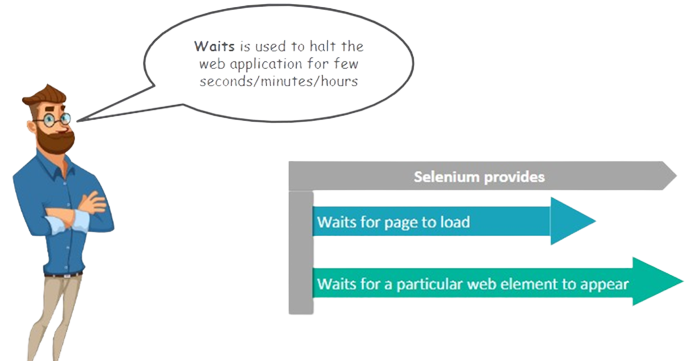 Waits is used to halt the
web application for few
seconds/minutes/hours
Selenium provides
Waits for page to load
Waits for a particular web element to appear